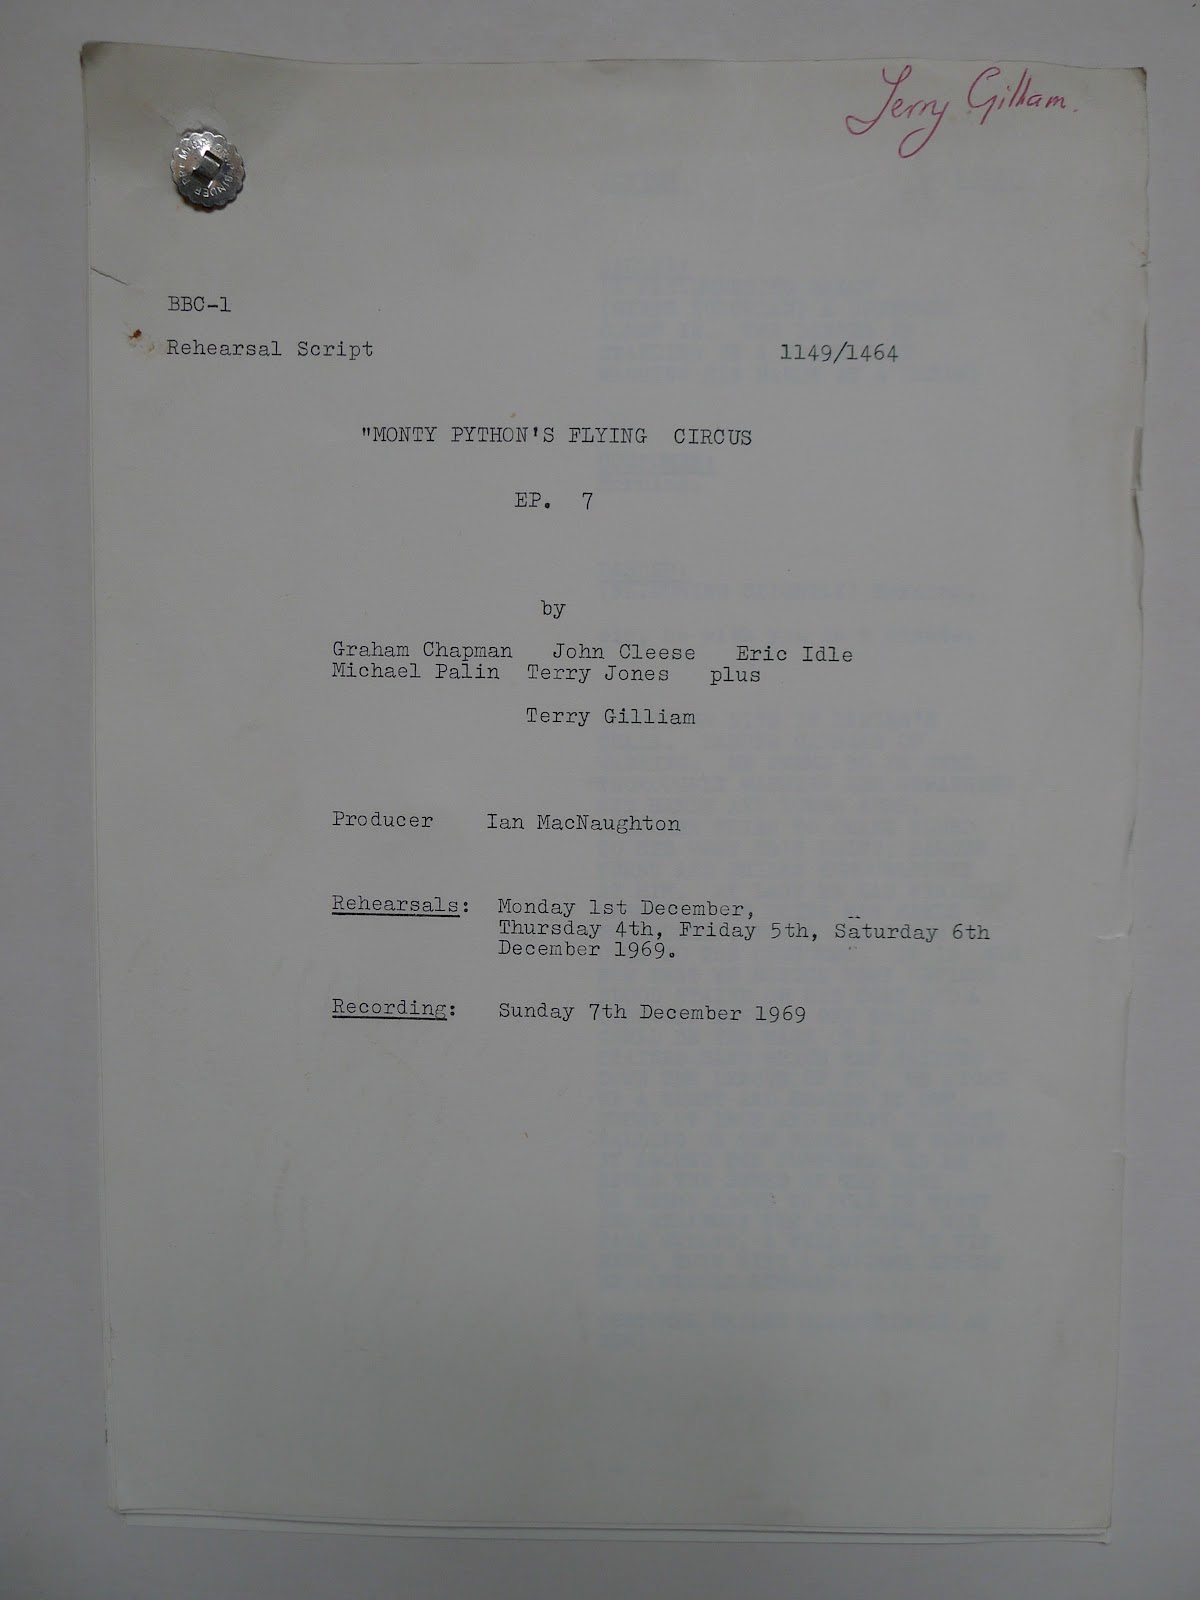 Terry Gilliam.
BBC-1
Rehearsal Script 1149/1464
"MONTY PYTHON'S FLYING CIRCUS
EP. 7
by
Graham Chapman John Cleese Eric Idle
Michael Palin Terry Jones plus
Terry Gilliam
Producer Ian MacNaughton
Rehearsals: Monday 1st December,
Thursday 4th, Friday 5th, Saturday 6th
December 1969.
Recording: Sunday 7th December 1969